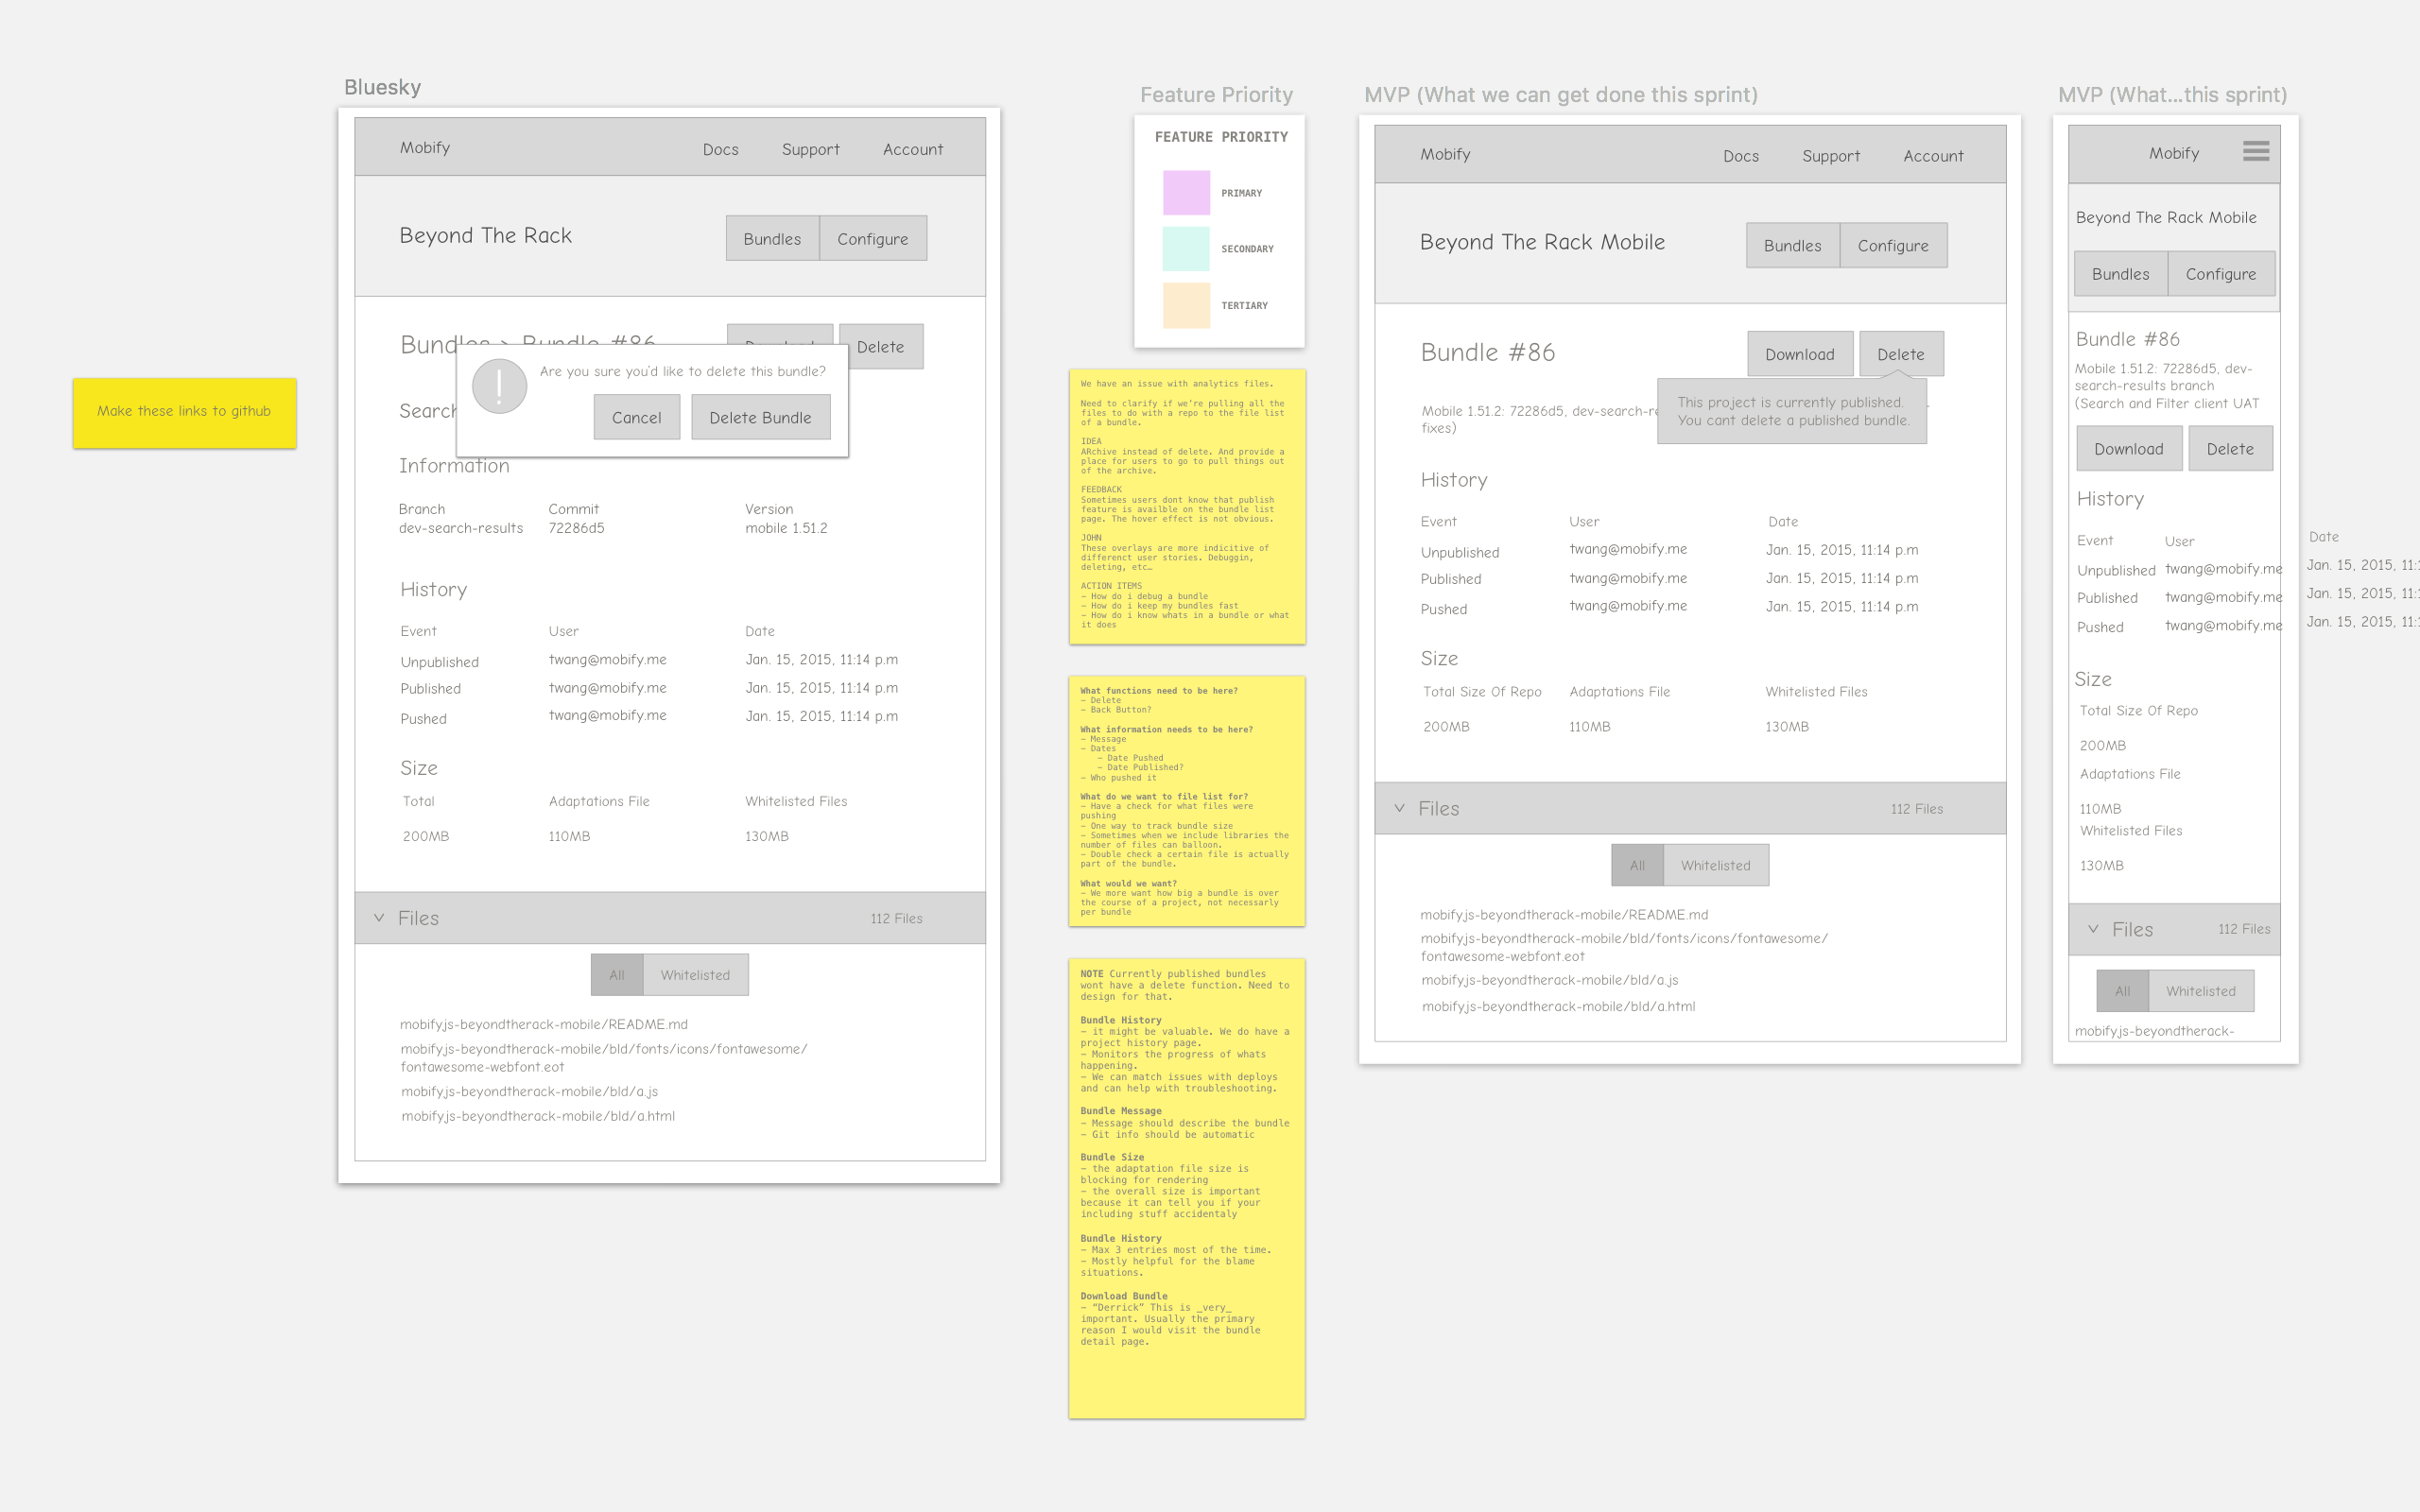 Bluesky
Make these links to github
Mobify
Docs
Support
Account
Beyond The Rack
Bundles
Configure
Bundles > Bundle #86
Download
Delete
Are you sure you'd like to delete this bundle?
Cancel
Delete Bundle
Search
Information
Branch
Commit
Version
dev-search-results
72286d5
mobile 1.51.2
History
Event
User
Date
Unpublished
twang@mobify.me
Jan. 15, 2015, 11:14 p.m
Published
twang@mobify.me
Jan. 15, 2015, 11:14 p.m
Pushed
twang@mobify.me
Jan. 15, 2015, 11:14 p.m
Size
Total
Adaptations File
Whitelisted Files
200MB
110MB
130MB
Files
112 Files
All
Whitelisted
mobify.js-beyondtherack-mobile/README.md
mobify.js-beyondtherack-mobile/bld/fonts/icons/fontawesome/
fontawesome-webfont.eot
mobify.js-beyondtherack-mobile/bld/a.js
mobify.js-beyondtherack-mobile/bld/a.html
Feature Priority
FEATURE PRIORITY
PRIMARY
SECONDARY
TERTIARY
We have an issue with analytics files.
Need to clarify if we're pulling all the
files to do with a repo to the file list
of a bundle.
IDEA
ARchive instead of delete. And provide a
place for users to go to pull things out
of the archive.
FEEDBACK
Sometimes users dont know that publish
feature is availble on the bundle list
page. The hover effect is not obvious.
JOHN
These overlays are more indicitive of
differenct user stories. Debuggin,
deleting, etc…
ACTION ITEMS
- How do i debug a bundle
- How do i keep my bundles fast
- How do i know whats in a bundle or what
it does
What functions need to be here?
- Delete
- Back Button?
What information needs to be here?
- Message
- Dates
- Date Pushed
- Date Published?
- Who pushed it
What do we want to file list for?
- Have a check for what files were
pushing
- One way to track bundle size
- Sometimes when we include libraries the
number of files can balloon.
- Double check a certain file is actually
part of the bundle.
What would we want?
- We more want how big a bundle is over
the course of a project, not necessarly
per bundle
NOTE Currently published bundles
wont have a delete function. Need to
design for that.
Bundle History
- it might be valuable. We do have a
project history page.
- Monitors the progress of whats
happening.
- We can match issues with deploys
and can help with troubleshooting.
Bundle Message
- Message should describe the bundle
- Git info should be automatic
Bundle Size
- the adaptation file size is
blocking for rendering
- the overall size is important
because it can tell you if your
including stuff accidentaly
Bundle History
- Max 3 entries most of the time.
- Mostly helpful for the blame
situations.
Download Bundle
- "Derrick" This is _very_
important. Usually the primary
reason I would visit the bundle
detail page.
MVP (What we can get done this sprint)
Mobify
Docs
Support
Account
Beyond The Rack Mobile
Bundles
Configure
Bundle #86
Download
Delete
This project is currently published.
You cant delete a published bundle.
Mobile 1.51.2: 72286d5, dev-search-re
fixes)
History
Event
User
Date
Unpublished
twang@mobify.me
Jan. 15, 2015, 11:14 p.m
Published
twang@mobify.me
Jan. 15, 2015, 11:14 p.m
Pushed
twang@mobify.me
Jan. 15, 2015, 11:14 p.m
Size
Total Size Of Repo
Adaptations File
Whitelisted Files
200MB
110MB
130MB
Files
112 Files
All
Whitelisted
mobify.js-beyondtherack-mobile/README.md
mobify.js-beyondtherack-mobile/bld/fonts/icons/fontawesome/
fontawesome-webfont.eot
mobify.js-beyondtherack-mobile/bld/a.js
mobify.js-beyondtherack-mobile/bld/a.html
MVP (What...this sprint)
Mobify
Beyond The Rack Mobile
Bundles
Configure
Bundle #86
Mobile 1.51.2: 72286d5, dev-
search-results branch
(Search and Filter client UAT
Download
Delete
History
Event
User
Date
Unpublished
twang@mobify.me
Jan. 15, 2015, 11:1
Published
twang@mobify.me
Jan. 15, 2015, 11:1
Pushed
twang@mobify.me
Jan. 15, 2015, 11:1
Size
Total Size Of Repo
200MB
Adaptations File
110MB
Whitelisted Files
130MB
Files
112 Files
All
Whitelisted
mobify.js-beyondtherack-